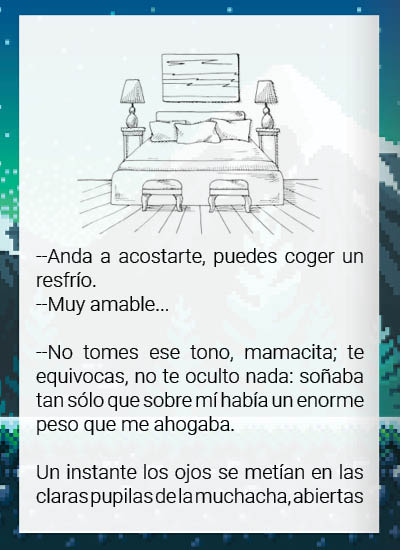 --Anda a acostarte, puedes coger un
resfrío.
--Muy amable...
--No tomes ese tono, mamacita; te
equivocas, no te oculto nada: soñaba
tan sólo que sobre mí había un enorme
peso que me ahogaba.
Un instante los ojos se metían en las
claras pupilas de la muchacha, abiertas